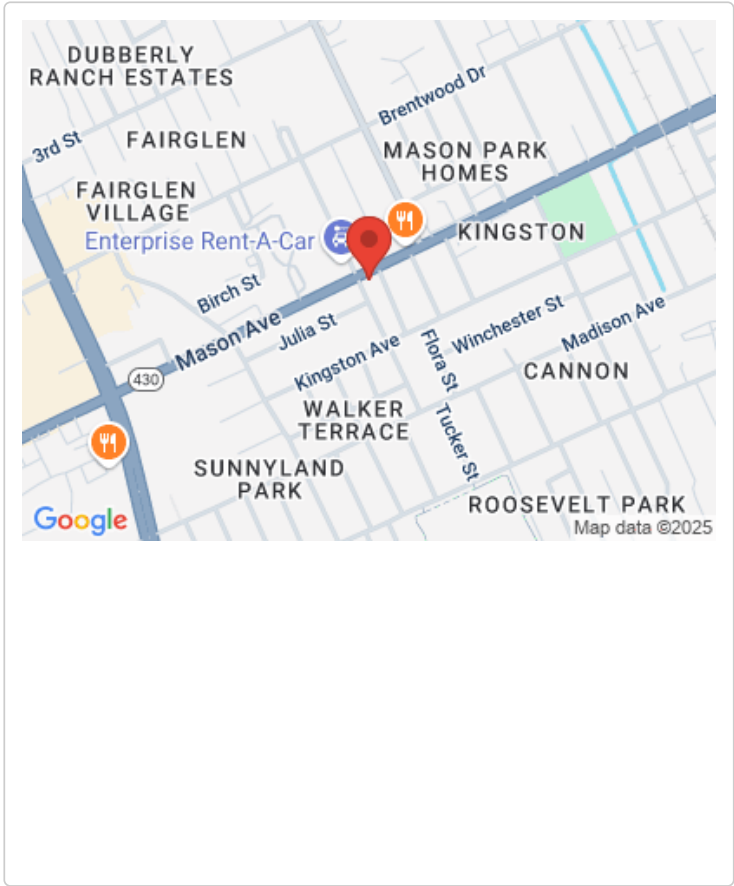 DUBBERLY
RANCH ESTATES
Brentwood Dr
3rd St
FAIRGLEN
MASON PARK
HOMES
FAIRGLEN
VILLAGE
Enterprise Rent-A-Car
KINGSTON
Birch St
Mason Ave
Julia St
Winchester St
Madison Ave
Kingston Ave
Flora St
430
CANNON
WALKER
TERRACE
Tucker St
SUNNYLAND
PARK
ROOSEVELT PARK
Google
Map data ©2025